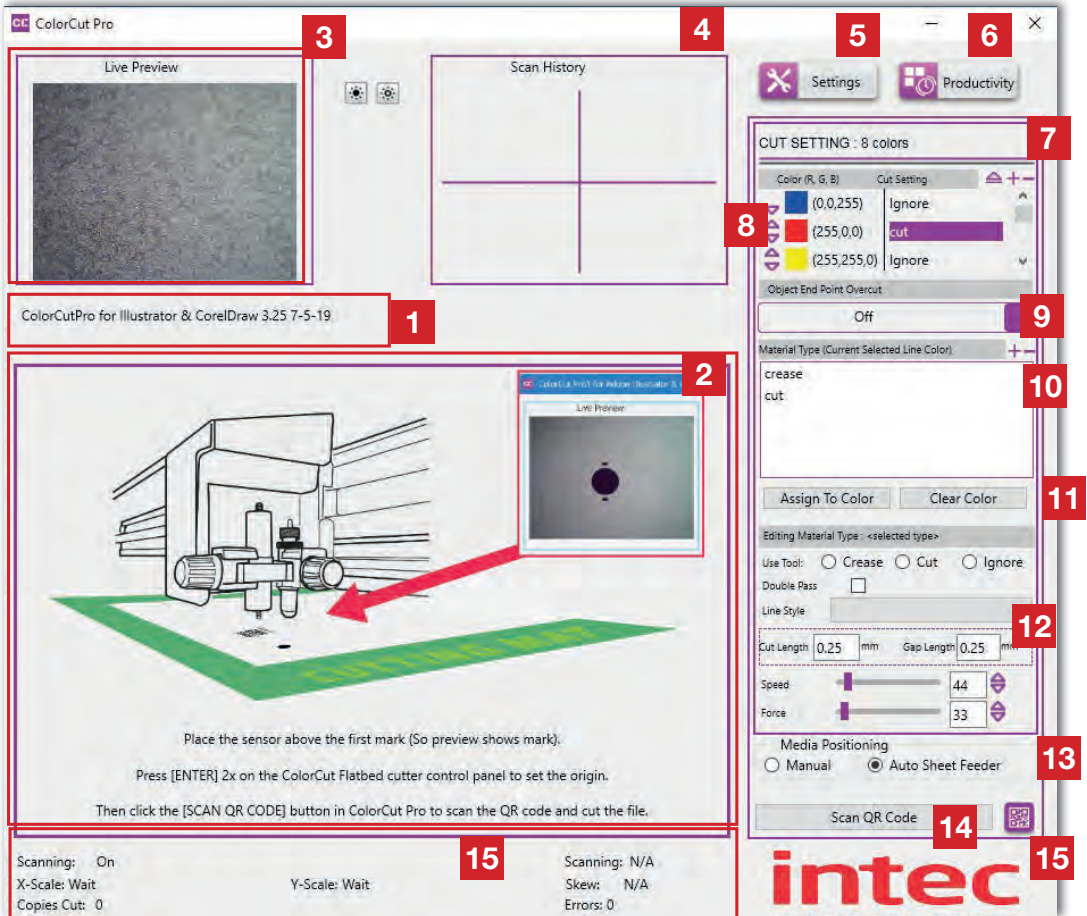 CC ColorCut Pro
3
4
5
6
Live Preview
Scan History
Settings
Productivity
7
CUT SETTING : 8 colors
Color (R, G, B) Cut Setting
8
(0,0,255) Ignore
(255,0,0) cut
(255,255,0) Ignore
Object End Point Overcut
Off
9
ColorCutPro for Illustrator & CorelDraw 3.25 7-5-19
1
Material Type (Current Selected Line Color)
10
crease
cut
2
Live Preview
CUTTING MAT
Assign To Color Clear Color
11
Editing Material Type : <selected type>
Use Tool: Crease Cut Ignore
Double Pass
Line Style
12
Cut Length 0.25 mm Gap Length 0.25
Speed 44
Force 33
Place the sensor above the first mark (So preview shows mark).
Press [ENTER] 2x on the ColorCut Flatbed cutter control panel to set the origin.
Then click the [SCAN QR CODE] button in ColorCut Pro to scan the QR code and cut the file.
Media Positioning
Manual Auto Sheet Feeder
13
Scan QR Code
14
15
15
Scanning: On Scanning: N/A
X-Scale: Wait Y-Scale: Wait Skew: N/A
Copies Cut: 0 Errors: 0
intec